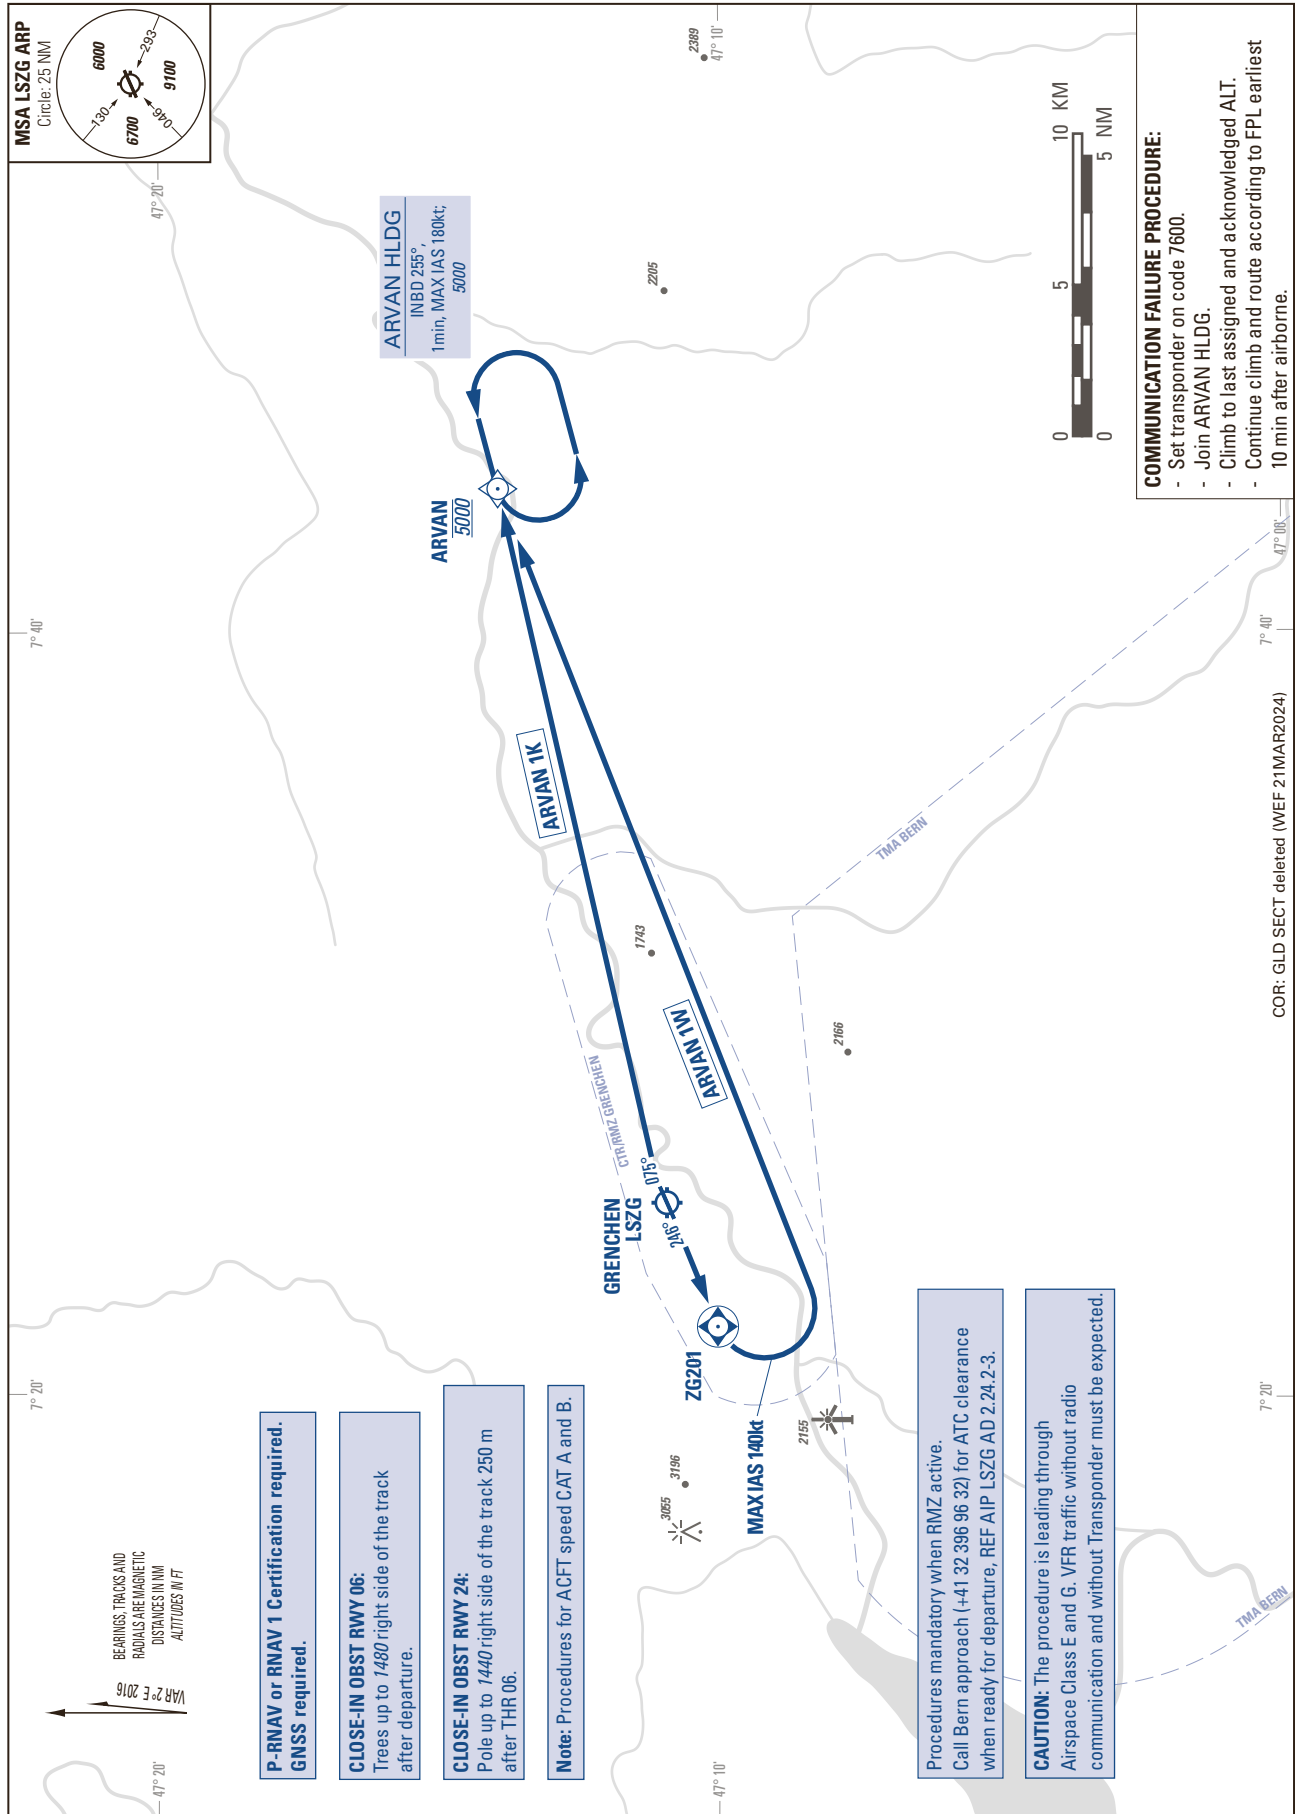 BEARINGS, TRACKS AND
RADIALS ARE MAGNETIC
DISTANCES IN NM
ALTITUDES IN FT
VAR 2° E 2016
7° 20'
7° 40'
MSA LSZG ARP
Circle: 25 NM
130
6000
293
6700
046
9100
47° 20'
47° 20'
P-RNAV or RNAV 1 Certification required.
GNSS required.
CLOSE-IN OBST RWY 06:
Trees up to 1480 right side of the track
after departure.
CLOSE-IN OBST RWY 24:
Pole up to 1440 right side of the track 250 m
after THR 06.
Note: Procedures for ACFT speed CAT A and B.
ARVAN HLDG
INBD 255°,
1min, MAX IAS 180kt;
5000
ARVAN
5000
ARVAN 1K
CTR/RMZ GRENCHEN
GRENCHEN
LSZG
246°
075°
1743
2205
2389
47° 10'
47° 10'
3055
3196
ZG201
MAX IAS 140kt
ARVAN 1W
2155
2166
TMA BERN
Procedures mandatory when RMZ active.
Call Bern approach (+41 32 396 96 32) for ATC clearance
when ready for departure, REF AIP LSZG AD 2.24.2-3.
CAUTION: The procedure is leading through
Airspace Class E and G. VFR traffic without radio
communication and without Transponder must be expected.
0
5
10 KM
0
5 NM
COMMUNICATION FAILURE PROCEDURE:
- Set transponder on code 7600.
- Join ARVAN HLDG.
- Climb to last assigned and acknowledged ALT.
- Continue climb and route according to FPL earliest
10 min after airborne.
TMA BERN
7° 20'
7° 40'
47° 00'
COR: GLD SECT deleted (WEF 21MAR2024)